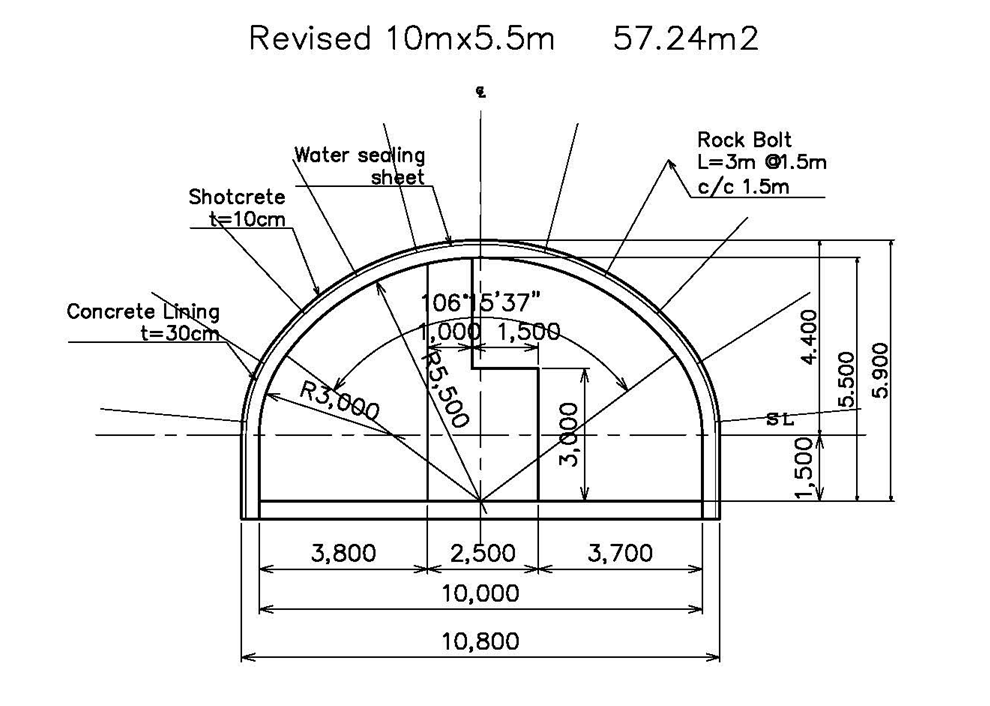 Revised 10mx5.5m 57.24m2
℄
Rock Bolt
L=3m @1.5m
c/c 1.5m
Water sealing
sheet
Shotcrete
t=10cm
Concrete Lining
t=30cm
106°15'37"
1,000 1,500
R5,500
R3,000
3,000
4.400
5.500
5.900
SL
1,500
3,800 2,500 3,700
10,000
10,800